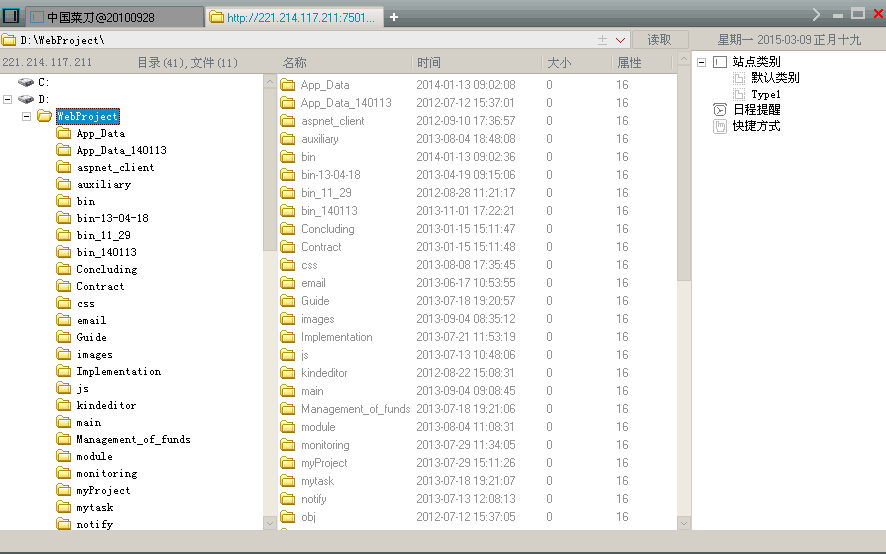 中国菜刀@20100928 http://221.214.117.211:7501...
D:\WebProject\ 读取 星期一 2015-03-09 正月十九
221.214.117.211 目录(41),文件(11) 名称 时间 大小 属性
C:
D:
WebProject
App_Data
App_Data_140113
aspnet_client
auxiliary
bin
bin-13-04-18
bin_11_29
bin_140113
Concluding
Contract
css
email
Guide
images
Implementation
js
kindeditor
main
Management_of_funds
module
monitoring
myProject
mytask
notify
App_Data 2014-01-13 09:02:08 0 16
App_Data_140113 2012-07-12 15:37:01 0 16
aspnet_client 2012-09-10 17:36:57 0 16
auxiliary 2013-08-04 18:48:08 0 16
bin 2014-01-13 09:02:36 0 16
bin-13-04-18 2013-04-19 09:15:06 0 16
bin_11_29 2012-08-28 11:21:17 0 16
bin_140113 2013-11-01 17:22:21 0 16
Concluding 2013-01-15 15:11:47 0 16
Contract 2013-01-15 15:11:48 0 16
css 2013-08-08 17:35:45 0 16
email 2013-06-17 10:53:55 0 16
Guide 2013-07-18 19:20:57 0 16
images 2013-09-04 08:35:12 0 16
Implementation 2013-07-21 11:53:19 0 16
js 2013-07-13 10:48:06 0 16
kindeditor 2012-08-22 15:08:31 0 16
main 2013-09-04 09:08:45 0 16
Management_of_funds 2013-07-18 19:21:06 0 16
module 2013-08-04 11:08:31 0 16
monitoring 2013-07-29 11:34:05 0 16
myProject 2013-07-29 15:11:26 0 16
mytask 2013-07-18 19:21:07 0 16
notify 2013-07-13 12:08:13 0 16
obj 2012-07-12 15:37:05 0 16
站点类别
默认类别
Type1
日程提醒
快捷方式